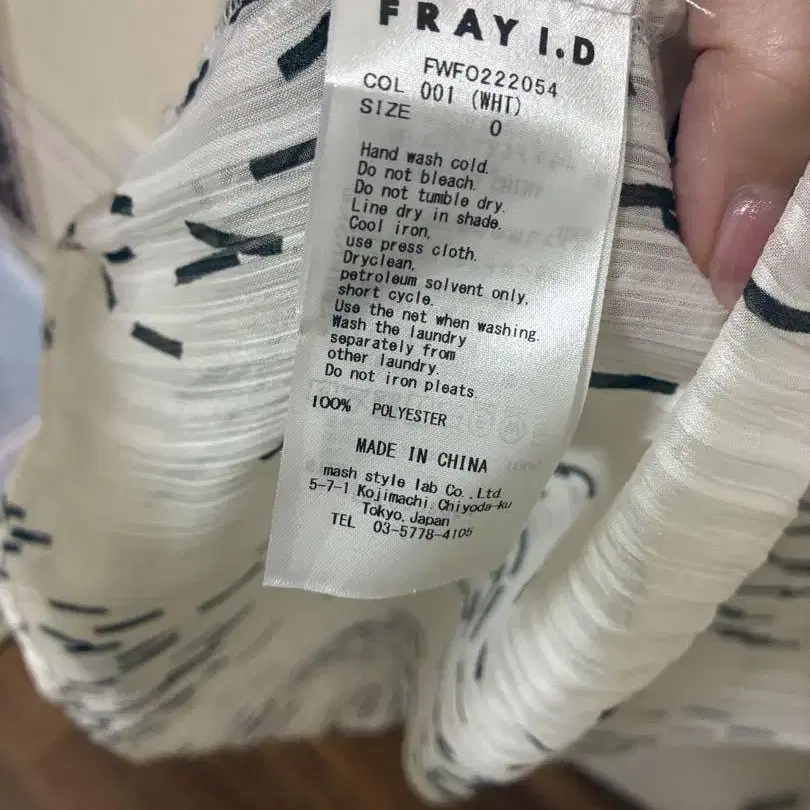 FRAY I.D
FWFO222054
COL 001 (WHT)
SIZE 0
Hand wash cold.
Do not bleach.
Do not tumble dry.
Line dry in shade.
Cool iron,
use press cloth.
Dryclean,
petroleum solvent only,
short cycle.
Use the net when washing.
Wash the laundry
separately from
other laundry.
Do not iron pleats.
100% POLYESTER
MADE IN CHINA
mash style lab Co.,Ltd
5-7-1 Kojimachi, Chiyoda-ku
Tokyo, Japan
TEL 03-5778-4105